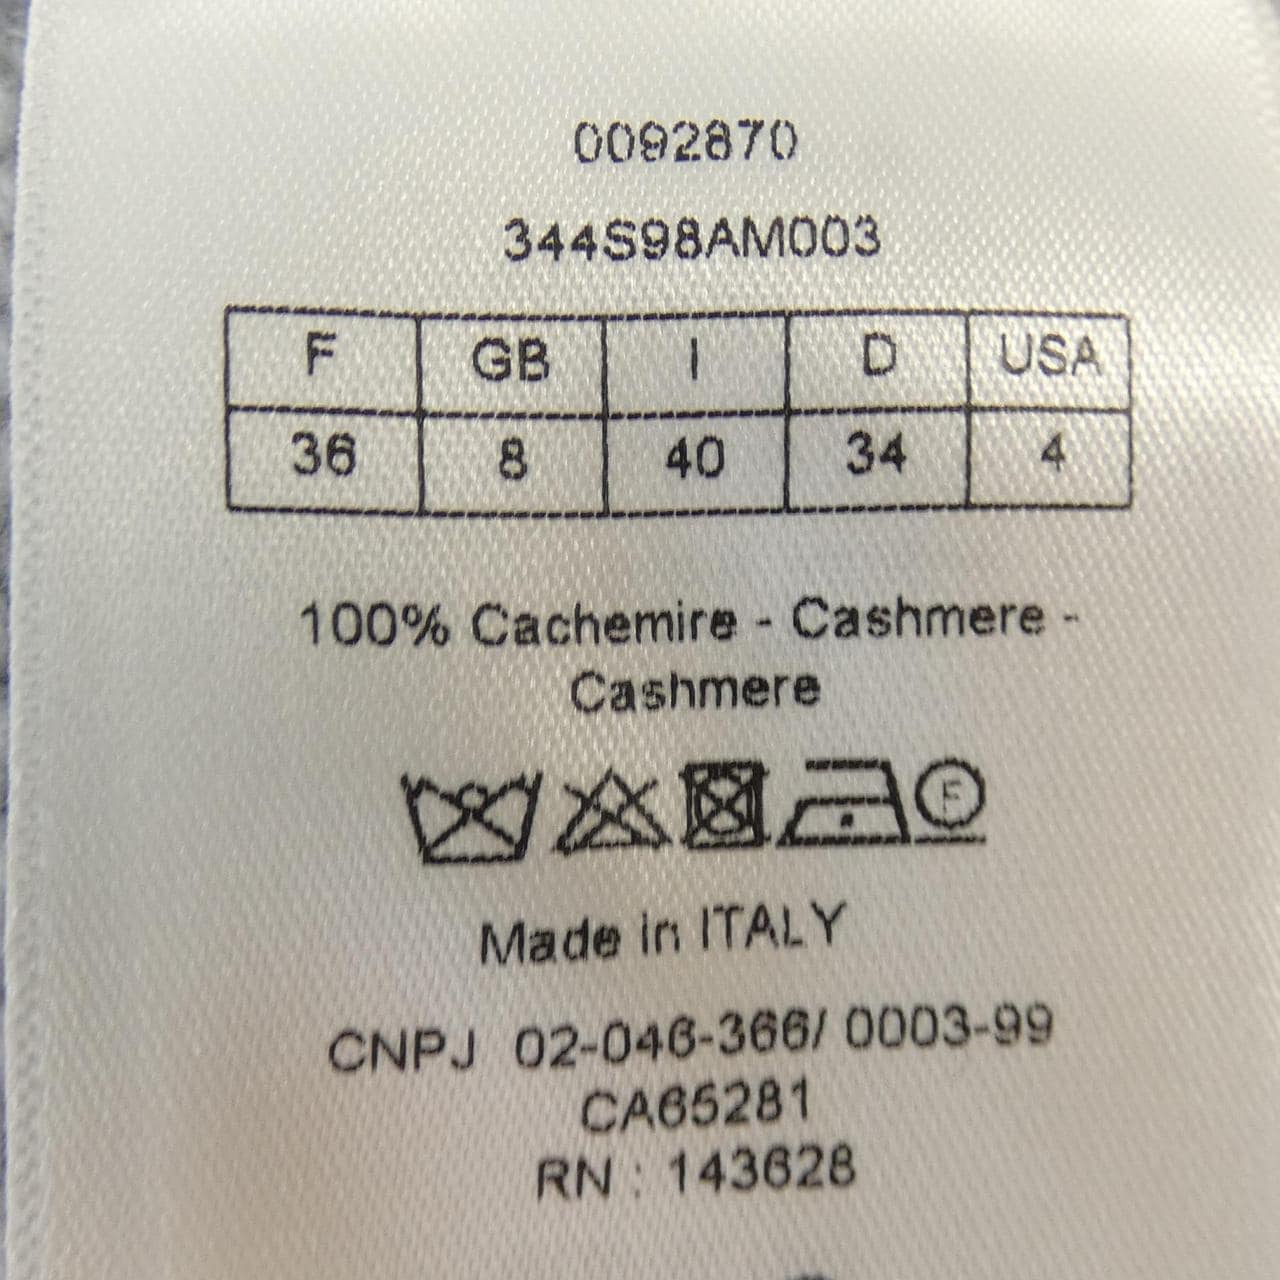 0092870
344S98AM003
F GB I D USA
36 8 40 34 4
100% Cachemire - Cashmere -
Cashmere
F
Made in ITALY
CNPJ 02-046-366/ 0003-99
CA65281
RN : 143628